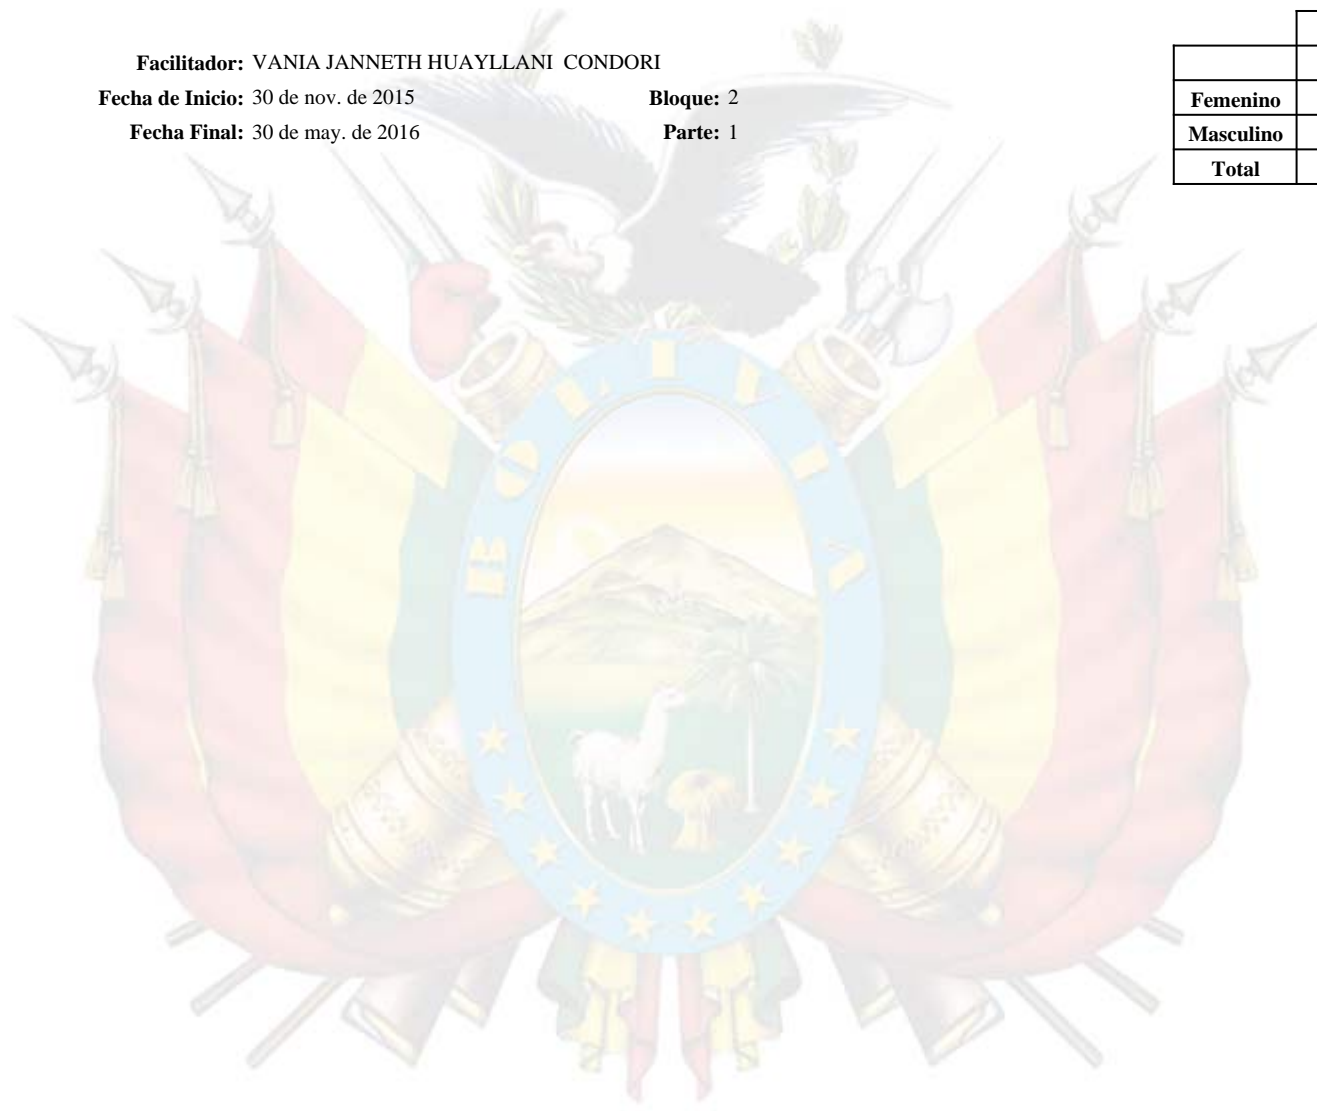 Facilitador: VANIA JANNETH HUAYLLANI CONDORI
Fecha de Inicio: 30 de nov. de 2015 Bloque: 2
Fecha Final: 30 de may. de 2016 Parte: 1
Femenino
Masculino
Total
BOLIVIA